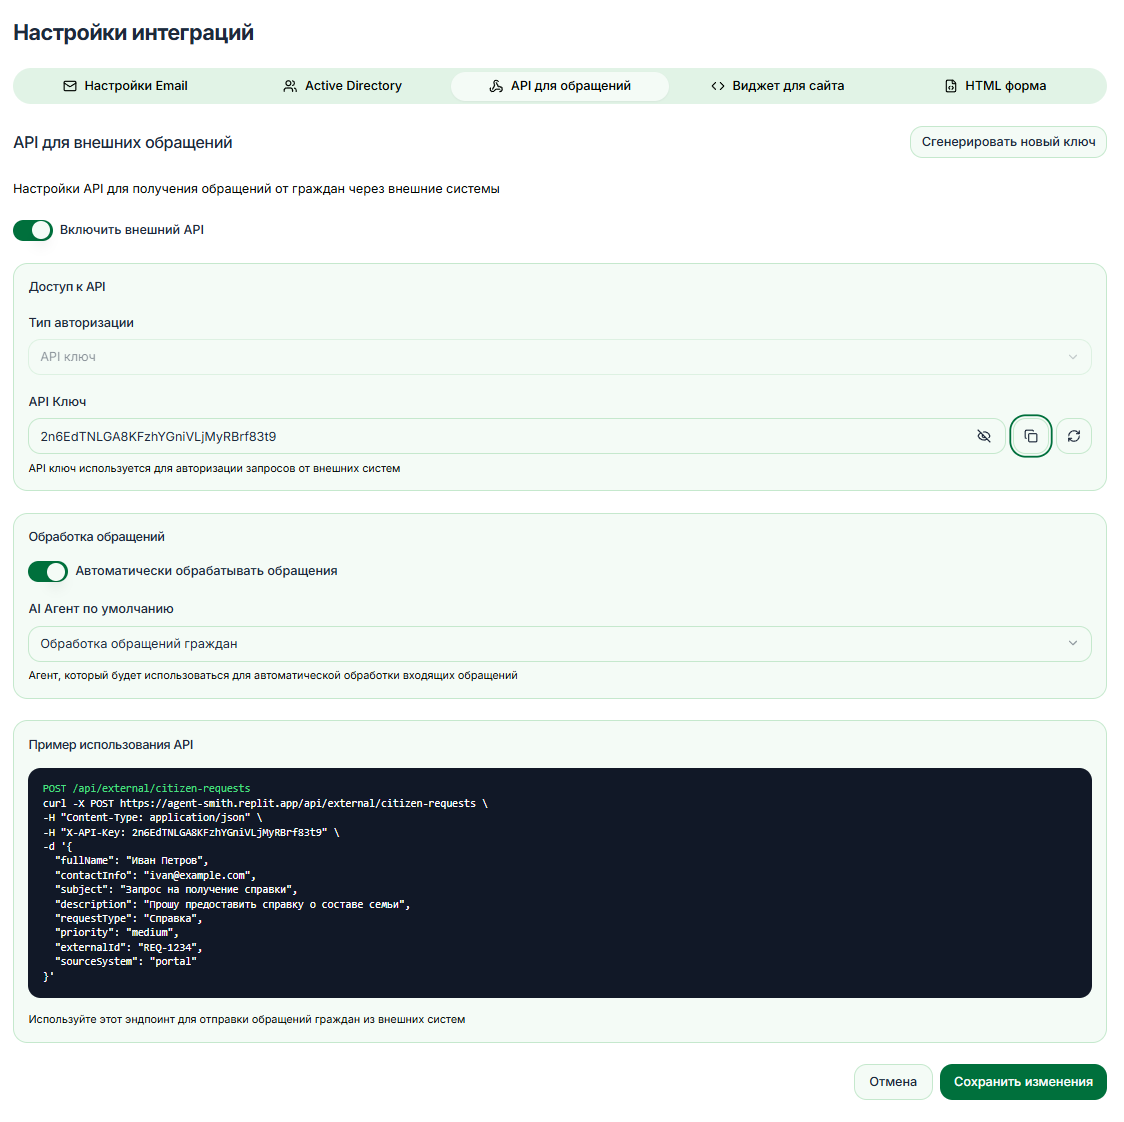 Настройки интеграций
Настройки Email
Active Directory
API для обращений
Виджет для сайта
HTML форма
API для внешних обращений
Сгенерировать новый ключ
Настройки API для получения обращений от граждан через внешние системы
Включить внешний API
Доступ к API
Тип авторизации
API ключ
API Ключ
2n6EdTNLGA8KFzhYGniVLjMyRBrf83t9
API ключ используется для авторизации запросов от внешних систем
Обработка обращений
Автоматически обрабатывать обращения
AI Агент по умолчанию
Обработка обращений граждан
Агент, который будет использоваться для автоматической обработки входящих обращений
Пример использования API
POST /api/external/citizen-requests
curl -X POST https://agent-smith.replit.app/api/external/citizen-requests \
-H "Content-Type: application/json" \
-H "X-API-Key: 2n6EdTNLGA8KFzhYGniVLjMyRBrf83t9" \
-d '{
"fullName": "Иван Петров",
"contactInfo": "ivan@example.com",
"subject": "Запрос на получение справки",
"description": "Прошу предоставить справку о составе семьи",
"requestType": "Справка",
"priority": "medium",
"externalId": "REQ-1234",
"sourceSystem": "portal"
}'
Используйте этот эндпоинт для отправки обращений граждан из внешних систем
Отмена
Сохранить изменения